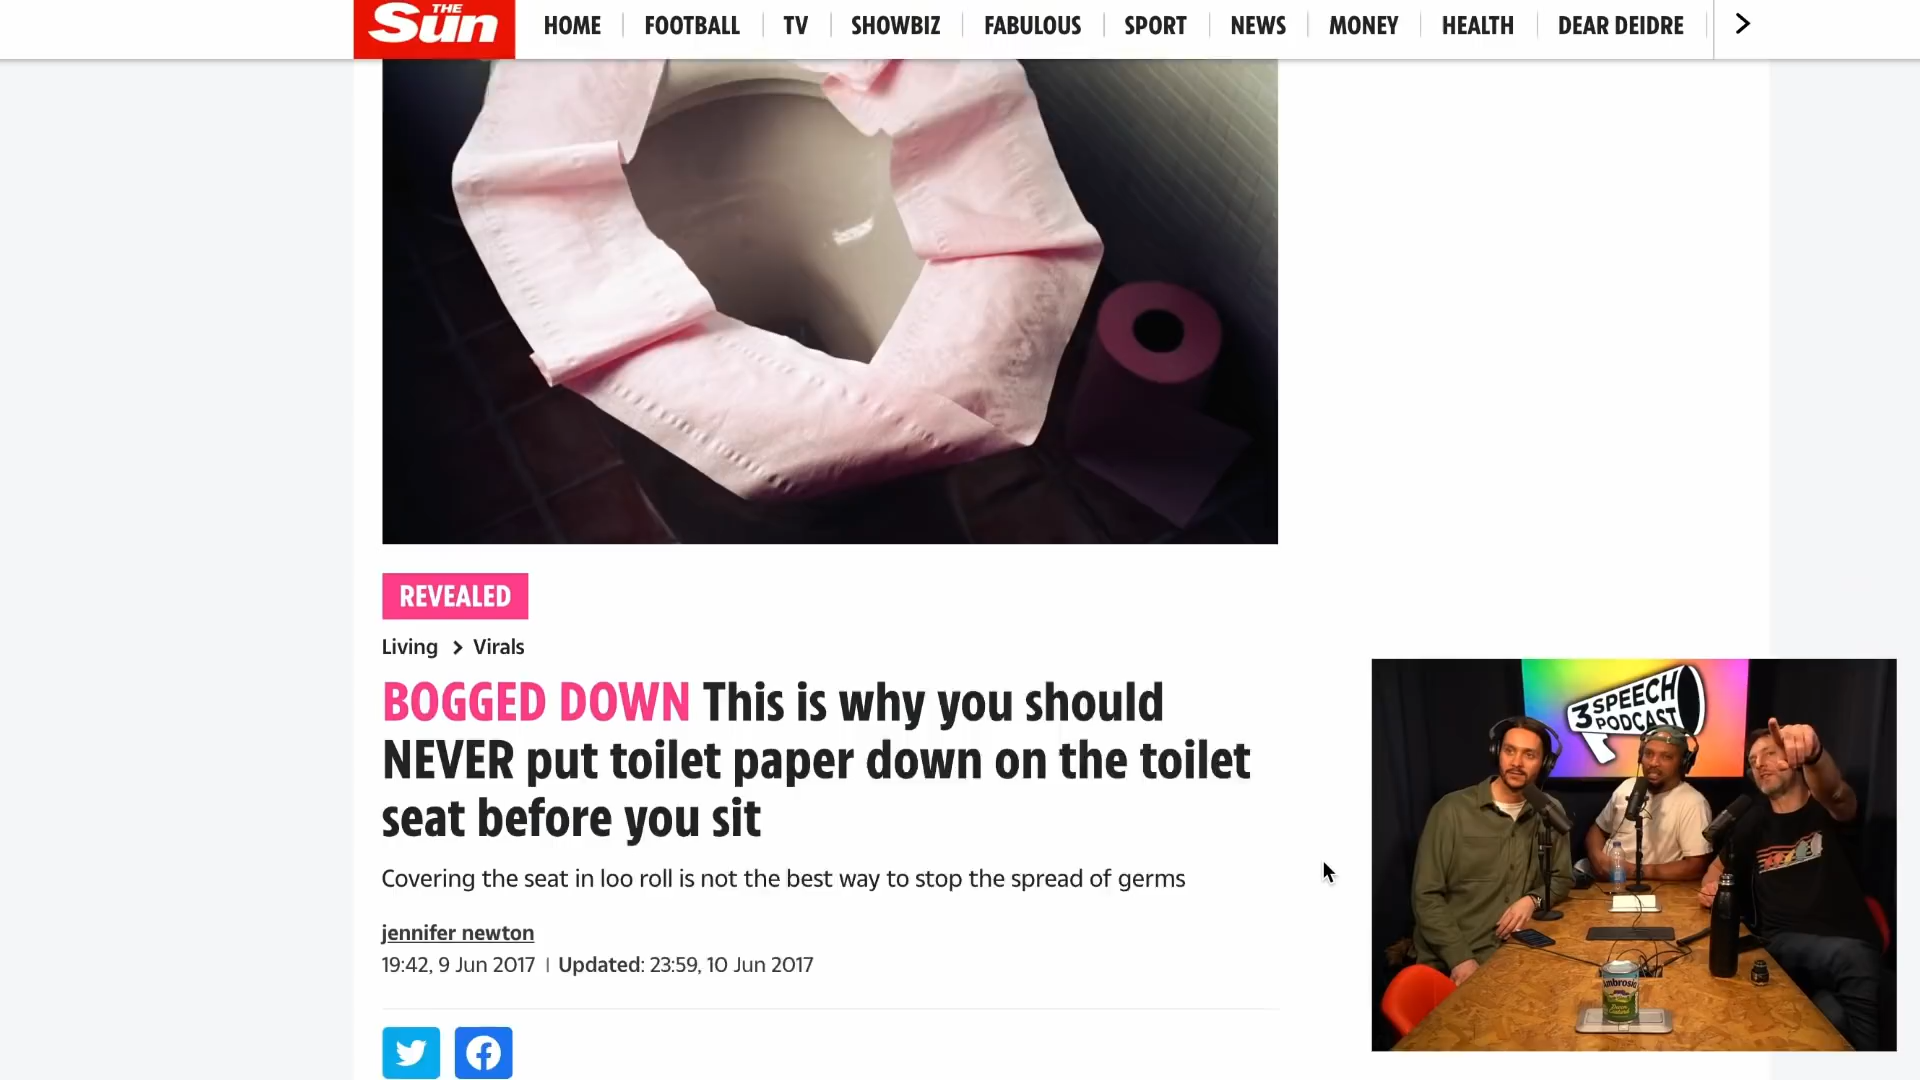 THE
Sun
HOME
FOOTBALL
TV
SHOWBIZ
FABULOUS
SPORT
NEWS
MONEY
HEALTH
DEAR DEIDRE
REVEALED
Living > Virals
BOGGED DOWN This is why you should
NEVER put toilet paper down on the toilet
seat before you sit
Covering the seat in loo roll is not the best way to stop the spread of germs
jennifer newton
19:42, 9 Jun 2017 | Updated: 23:59, 10 Jun 2017
3 SPEECH
PODCAST
Ambrosia